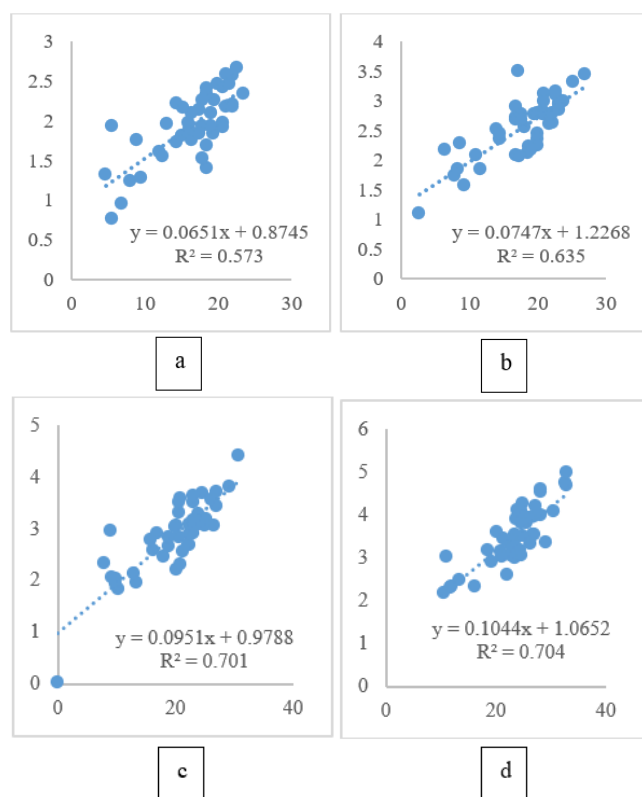 3
2.5
2
1.5
1
0.5
0
y = 0.0651x + 0.8745
R² = 0.573
0 10 20 30
a
4
3.5
3
2.5
2
1.5
1
0.5
0
y = 0.0747x + 1.2268
R² = 0.635
0 10 20 30
b
5
4
3
2
1
0
y = 0.0951x + 0.9788
R² = 0.701
0 20 40
c
6
5
4
3
2
1
0
y = 0.1044x + 1.0652
R² = 0.704
0 20 40
d